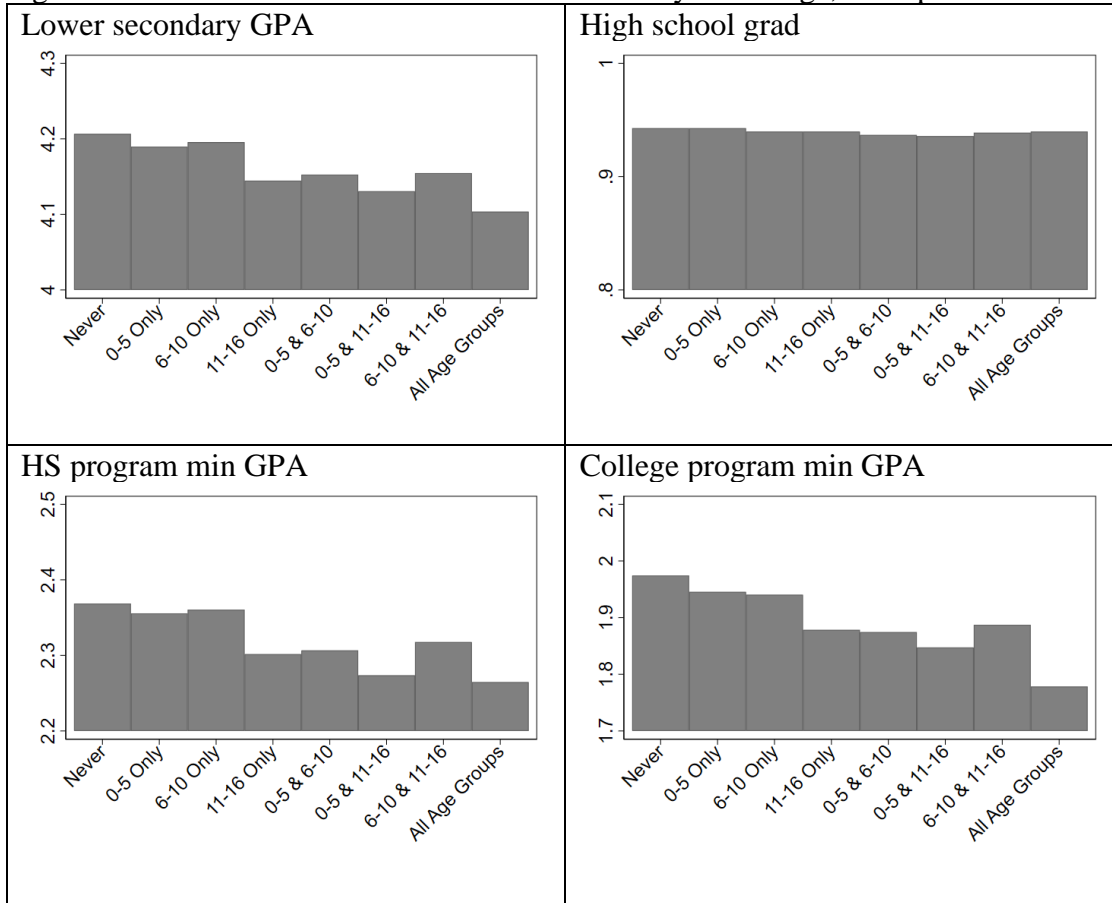 Lower secondary GPA
4.3
4.2
4.1
4
Never
0-5 Only
6-10 Only
11-16 Only
0-5 & 6-10
0-5 & 11-16
6-10 & 11-16
All Age Groups
High school grad
1
.9
.8
Never
0-5 Only
6-10 Only
11-16 Only
0-5 & 6-10
0-5 & 11-16
6-10 & 11-16
All Age Groups
HS program min GPA
2.5
2.4
2.3
2.2
Never
0-5 Only
6-10 Only
11-16 Only
0-5 & 6-10
0-5 & 11-16
6-10 & 11-16
All Age Groups
College program min GPA
2.1
2
1.9
1.8
1.7
Never
0-5 Only
6-10 Only
11-16 Only
0-5 & 6-10
0-5 & 11-16
6-10 & 11-16
All Age Groups